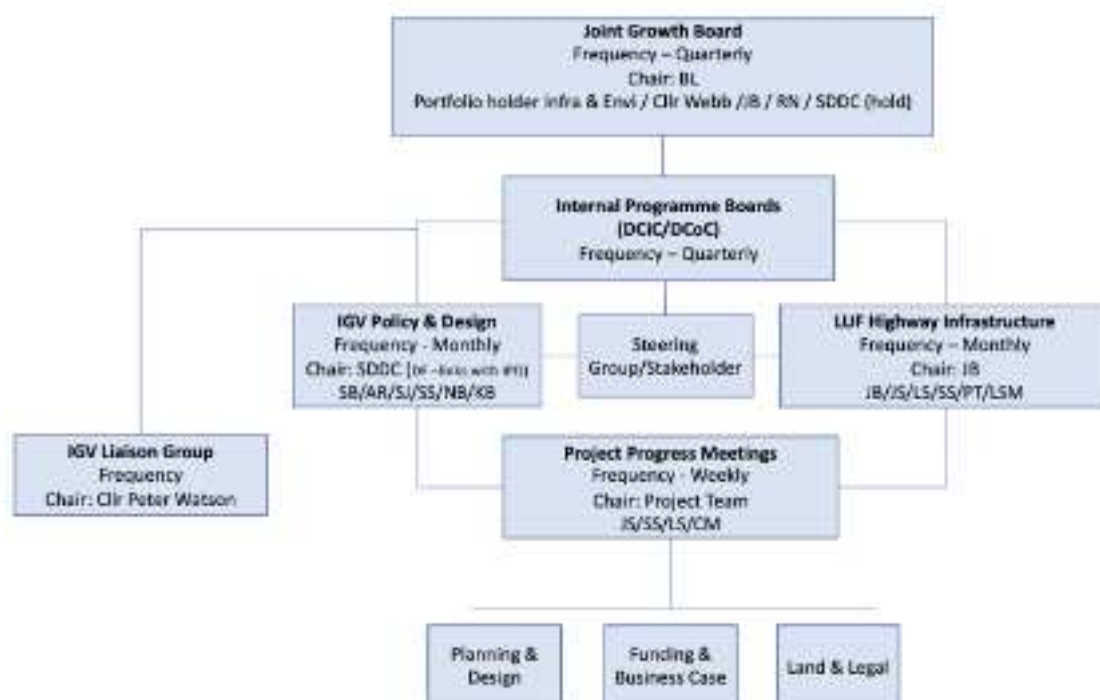 Joint Growth Board
Frequency – Quarterly
Chair: BL
Portfolio holder infra & Envi / Cllr Webb /JB / RN / SDDC (hold)
Internal Programme Boards
(DCIC/DCoC)
Frequency – Quarterly
IGV Policy & Design
Frequency - Monthly
Chair: SDDC
SB/AR/SJ/SS/NB/KB
Steering
Group/Stakeholder
LUF Highway Infrastructure
Frequency – Monthly
Chair: JB
JB/JS/LS/SS/PT/LSM
IGV Liaison Group
Frequency
Chair: Cllr Peter Watson
Project Progress Meetings
Frequency - Weekly
Chair: Project Team
JS/SS/LS/CM
Planning &
Design
Funding &
Business Case
Land & Legal